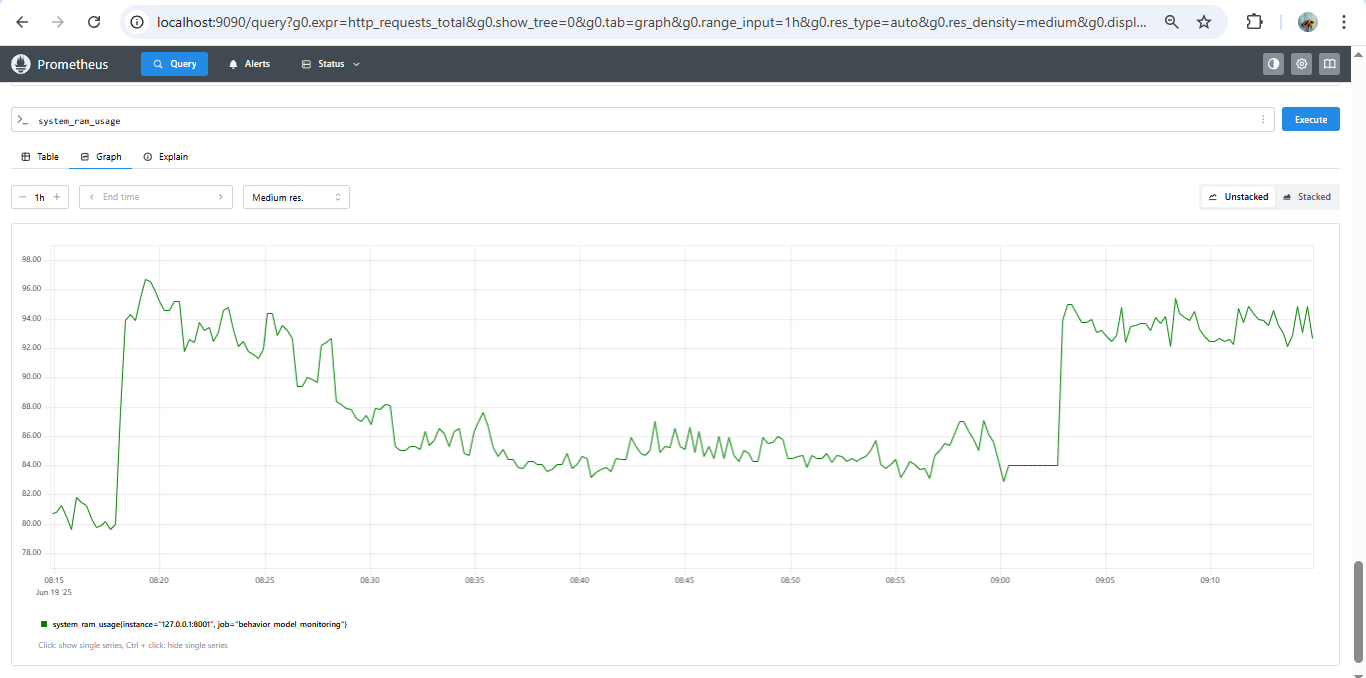 localhost:9090/query?g0.expr=http_requests_total&g0.show_tree=0&g0.tab=graph&g0.range_input=1h&g0.res_type=auto&g0.res_density=medium&g0.displ...
Prometheus Query Alerts Status
>_ system_ram_usage Execute
Table Graph Explain
− 1h + End time Medium res. Unstacked Stacked
98.00
96.00
94.00
92.00
90.00
88.00
86.00
84.00
82.00
80.00
78.00
08:15 08:20 08:25 08:30 08:35 08:40 08:45 08:50 08:55 09:00 09:05 09:10
Jun 19 '25
system_ram_usage{instance="127.0.0.1:8001", job="behavior_model_monitoring"}
Click: show single series, Ctrl + click: hide single series